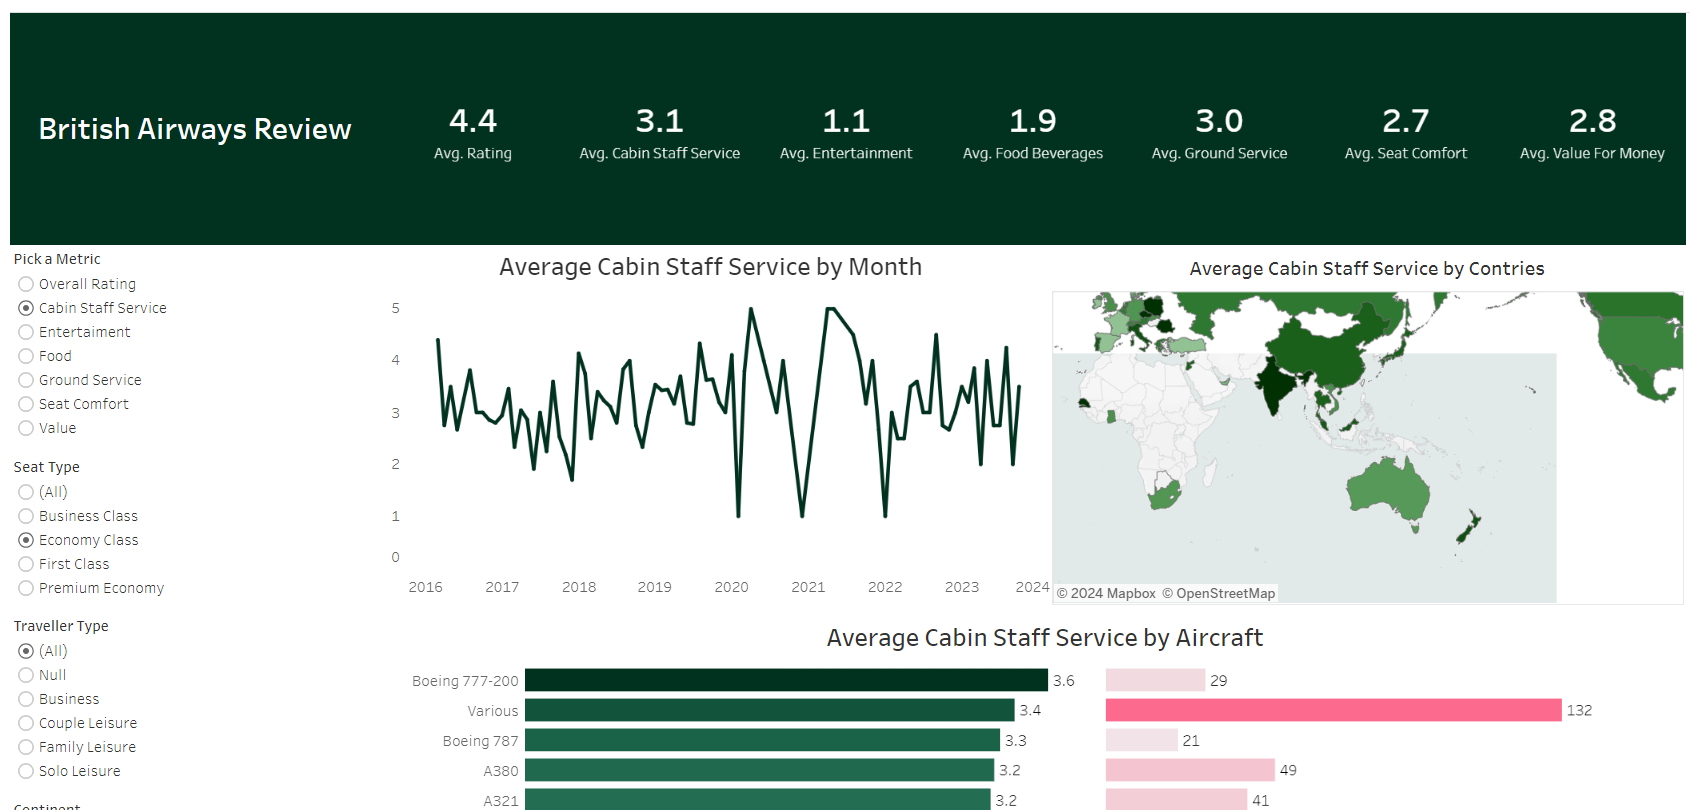 British Airways Review
4.4
Avg. Rating
3.1
Avg. Cabin Staff Service
1.1
Avg. Entertainment
1.9
Avg. Food Beverages
3.0
Avg. Ground Service
2.7
Avg. Seat Comfort
2.8
Avg. Value For Money
Pick a Metric
Overall Rating
Cabin Staff Service
Entertaiment
Food
Ground Service
Seat Comfort
Value
Seat Type
(All)
Business Class
Economy Class
First Class
Premium Economy
Traveller Type
(All)
Null
Business
Couple Leisure
Family Leisure
Solo Leisure
Continent
Average Cabin Staff Service by Month
5
4
3
2
1
0
2016 2017 2018 2019 2020 2021 2022 2023 2024
Average Cabin Staff Service by Contries
© 2024 Mapbox © OpenStreetMap
Average Cabin Staff Service by Aircraft
Boeing 777-200 3.6 29
Various 3.4 132
Boeing 787 3.3 21
A380 3.2 49
A321 3.2 41